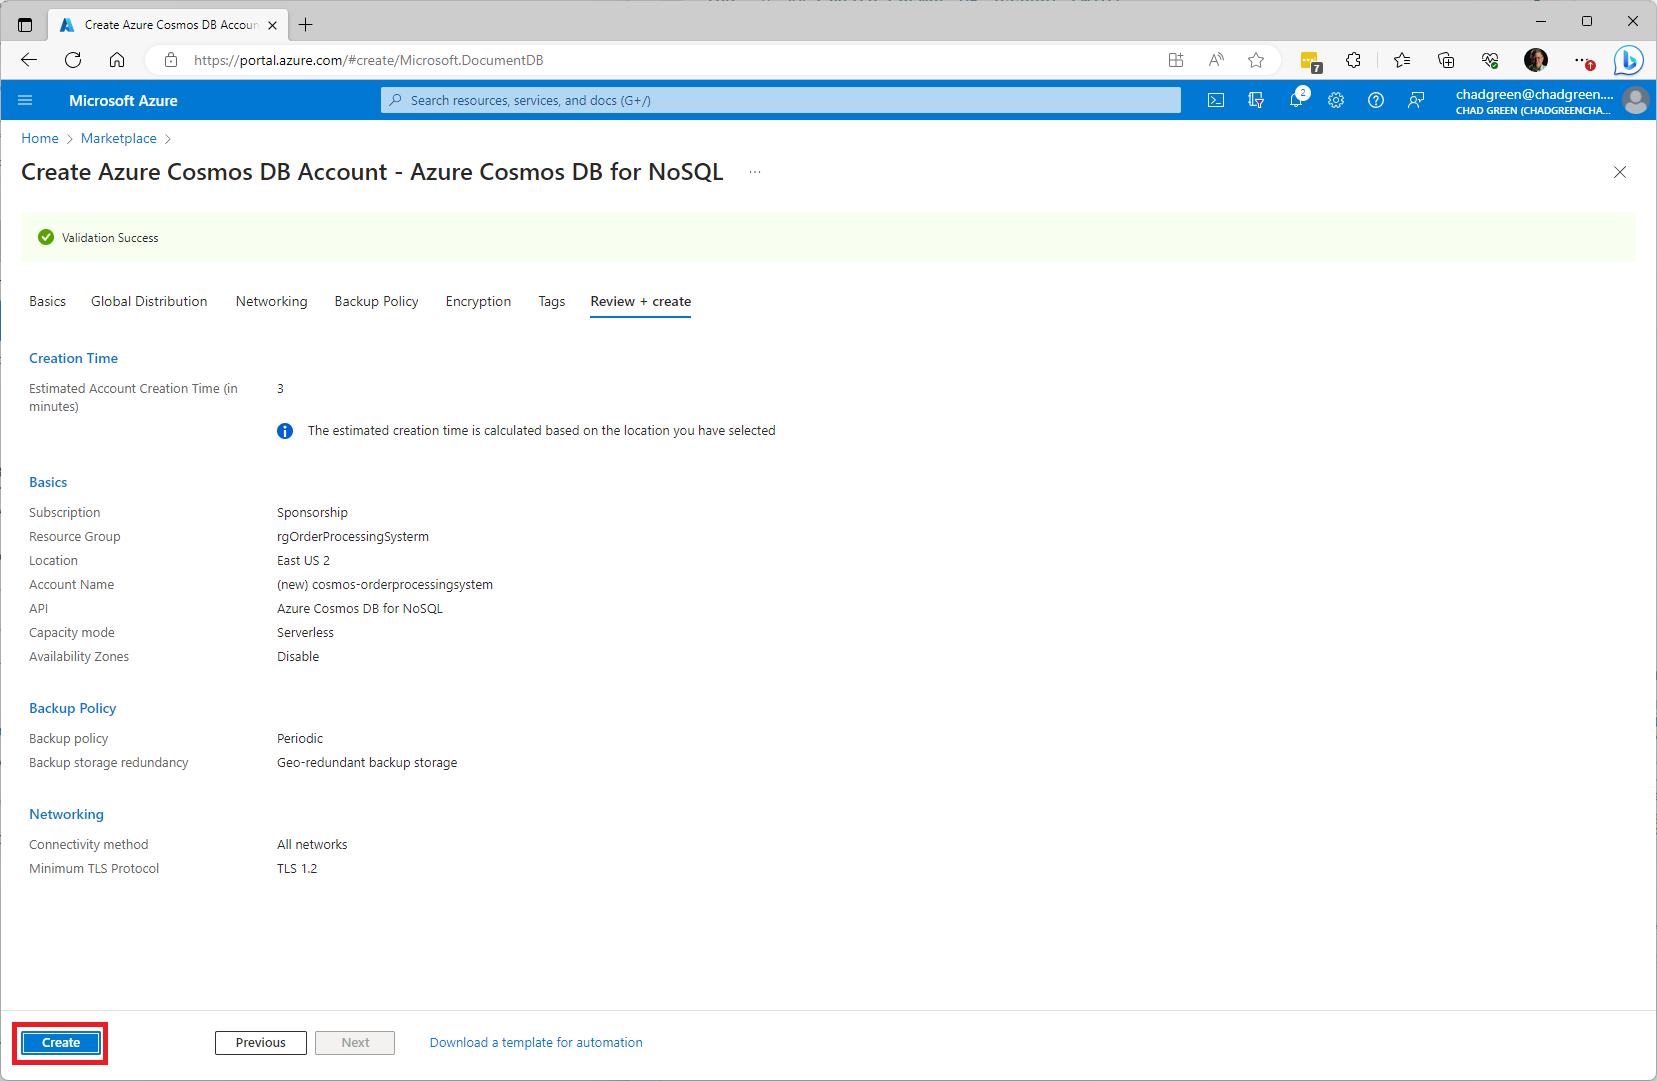 Create Azure Cosmos DB Accoun
https://portal.azure.com/#create/Microsoft.DocumentDB
7
Microsoft Azure
Search resources, services, and docs (G+/)
2
chadgreen@chadgreen....
CHAD GREEN (CHADGREENCHA...
Home > Marketplace >
Create Azure Cosmos DB Account - Azure Cosmos DB for NoSQL ...
Validation Success
Basics Global Distribution Networking Backup Policy Encryption Tags Review + create
Creation Time
Estimated Account Creation Time (in minutes) 3
The estimated creation time is calculated based on the location you have selected
Basics
Subscription Sponsorship
Resource Group rgOrderProcessingSysterm
Location East US 2
Account Name (new) cosmos-orderprocessingsystem
API Azure Cosmos DB for NoSQL
Capacity mode Serverless
Availability Zones Disable
Backup Policy
Backup policy Periodic
Backup storage redundancy Geo-redundant backup storage
Networking
Connectivity method All networks
Minimum TLS Protocol TLS 1.2
Create Previous Next Download a template for automation